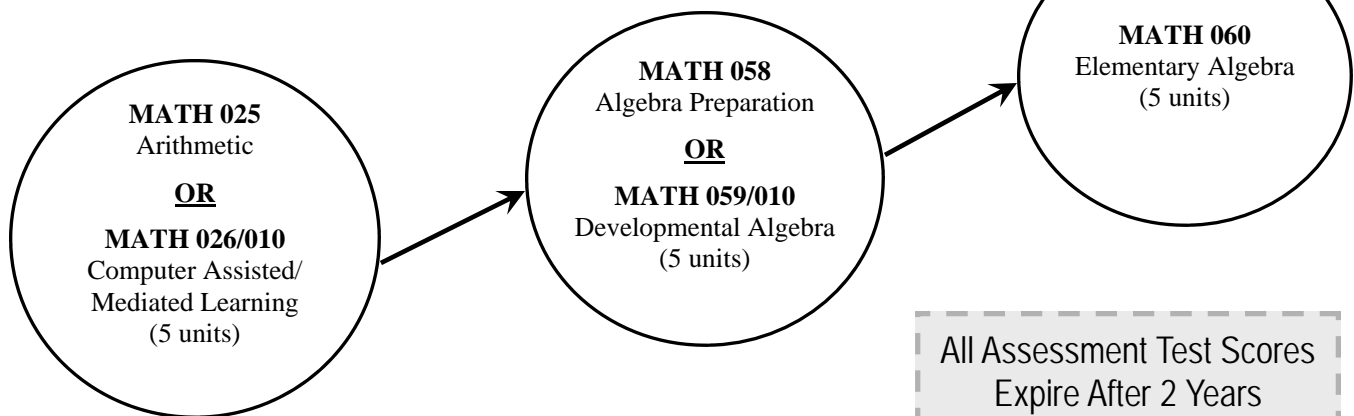 MATH 025
Arithmetic
OR
MATH 026/010
Computer Assisted/
Mediated Learning
(5 units)
MATH 058
Algebra Preparation
OR
MATH 059/010
Developmental Algebra
(5 units)
MATH 060
Elementary Algebra
(5 units)
All Assessment Test Scores
Expire After 2 Years